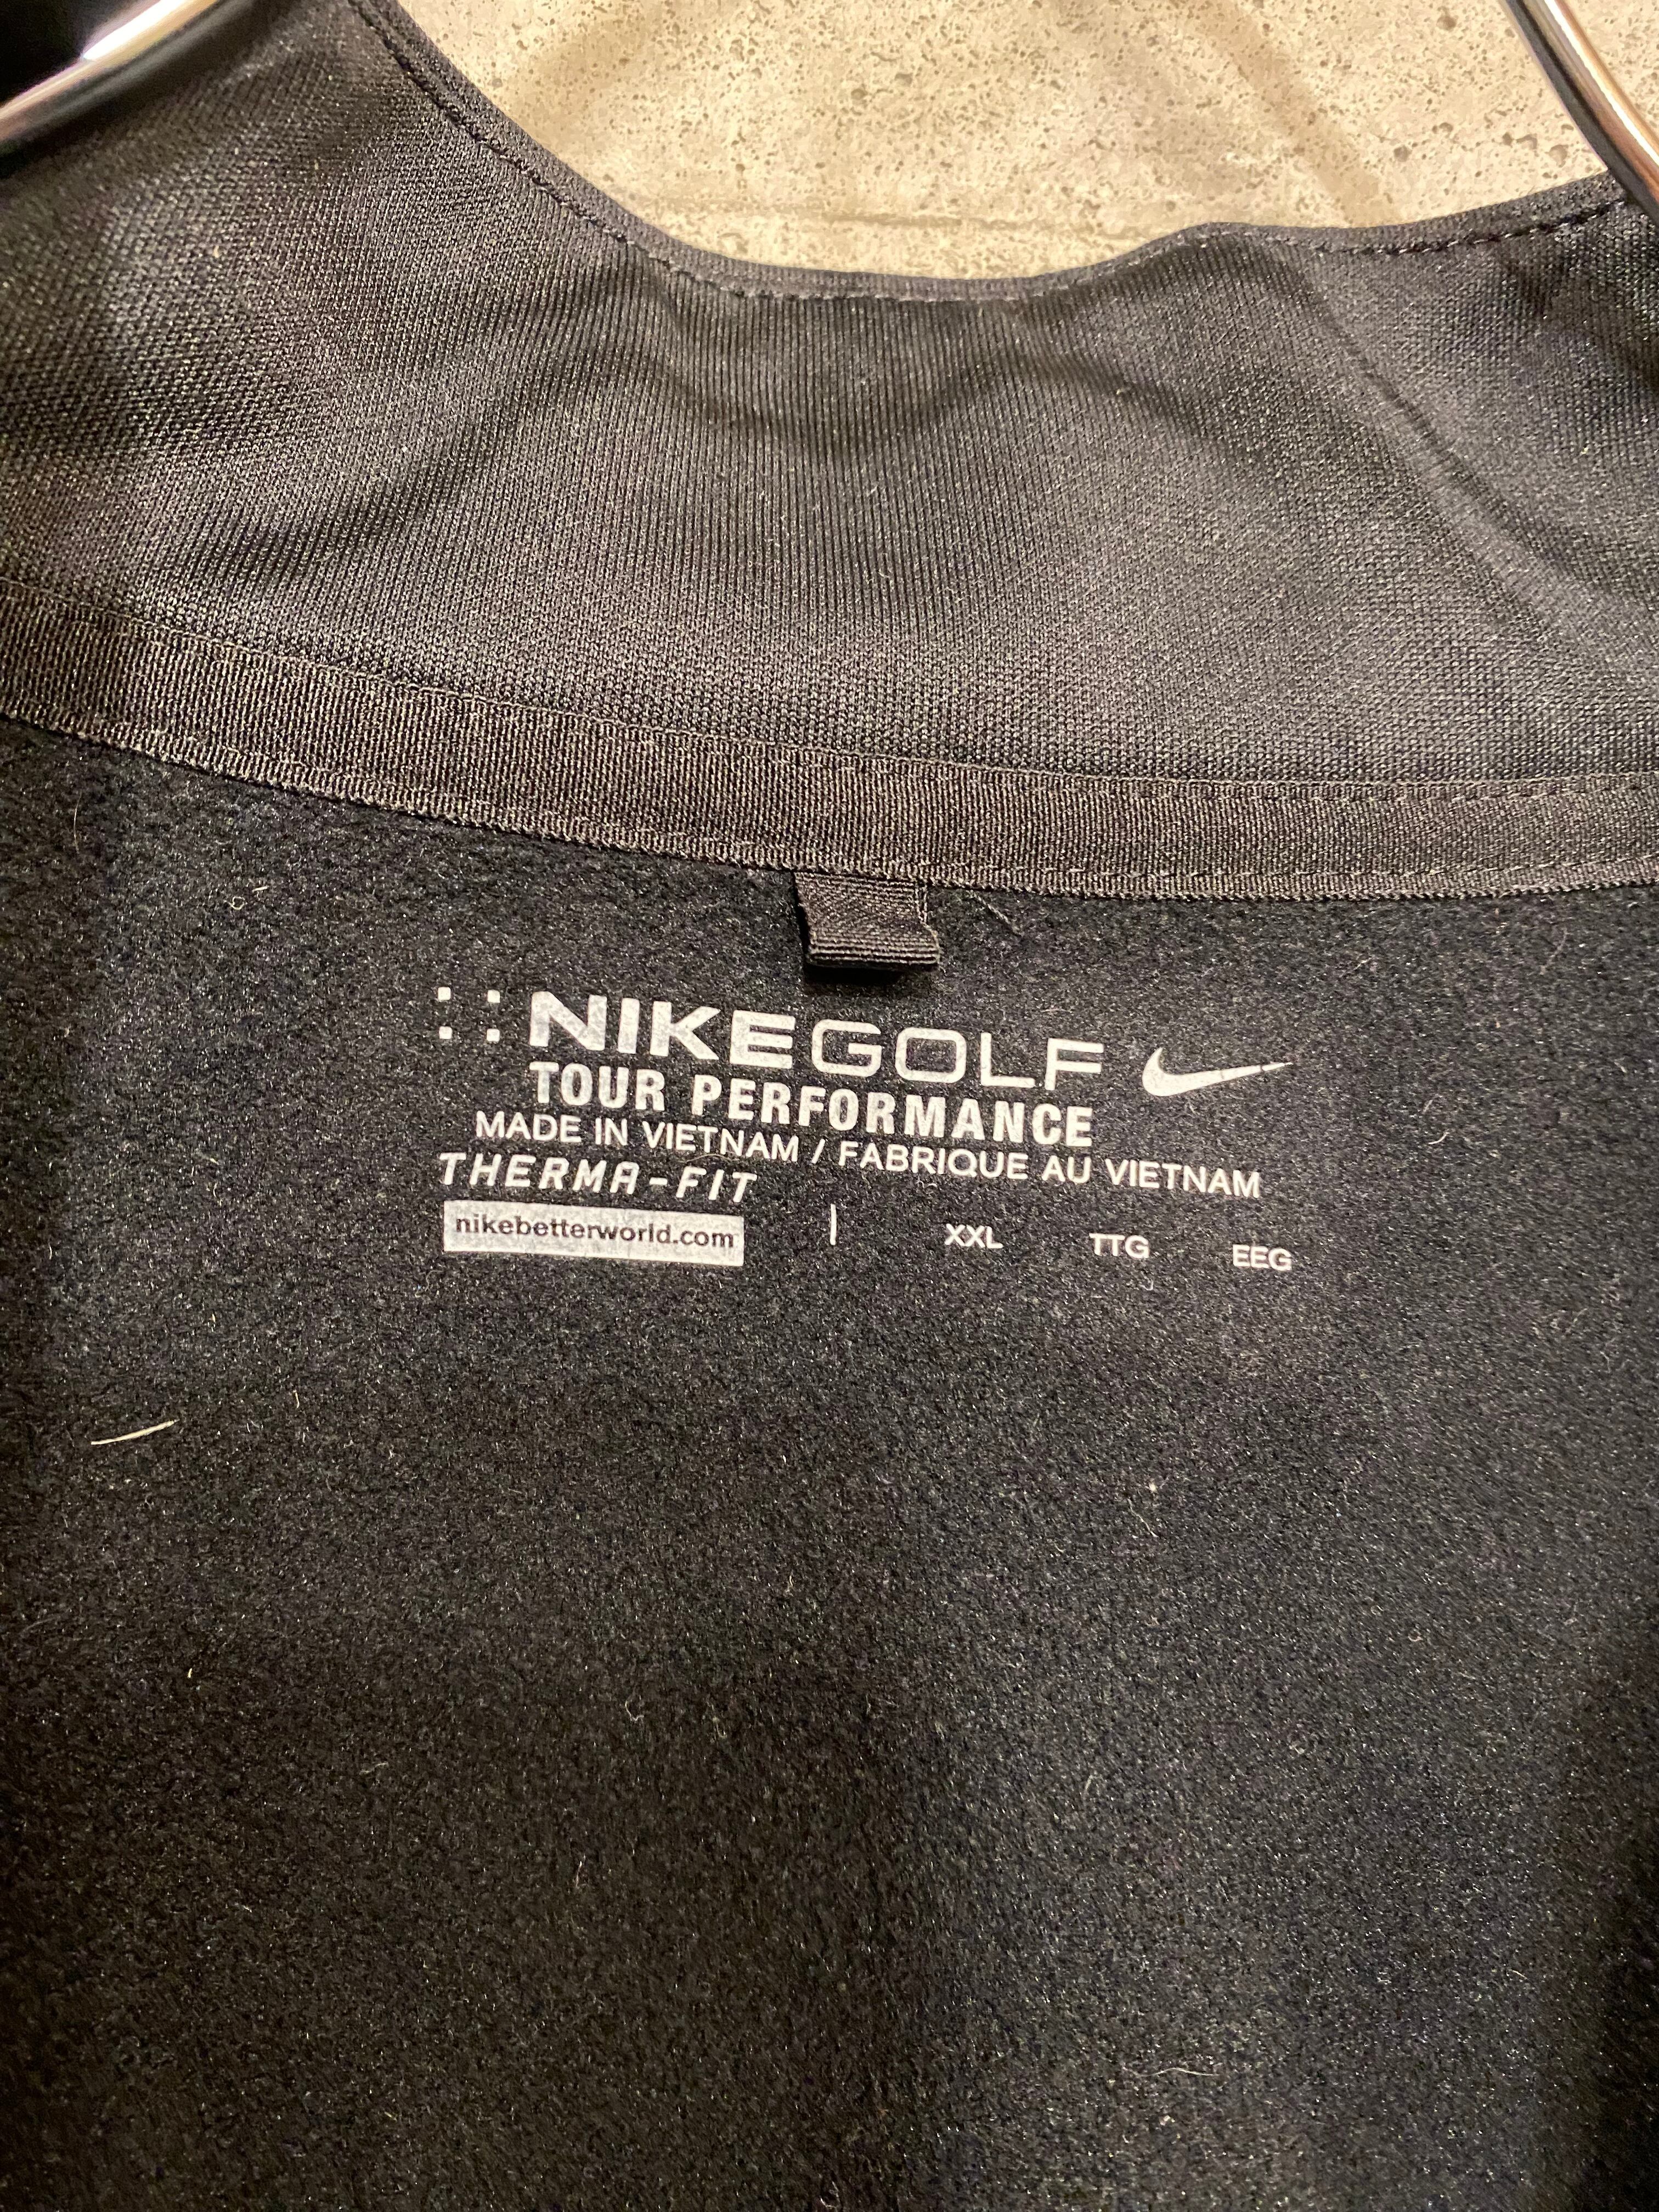 NIKEGOLF
TOUR PERFORMANCE
MADE IN VIETNAM / FABRIQUE AU VIETNAM
THERMA-FIT
nikebetterworld.com | XXL TTG EEG